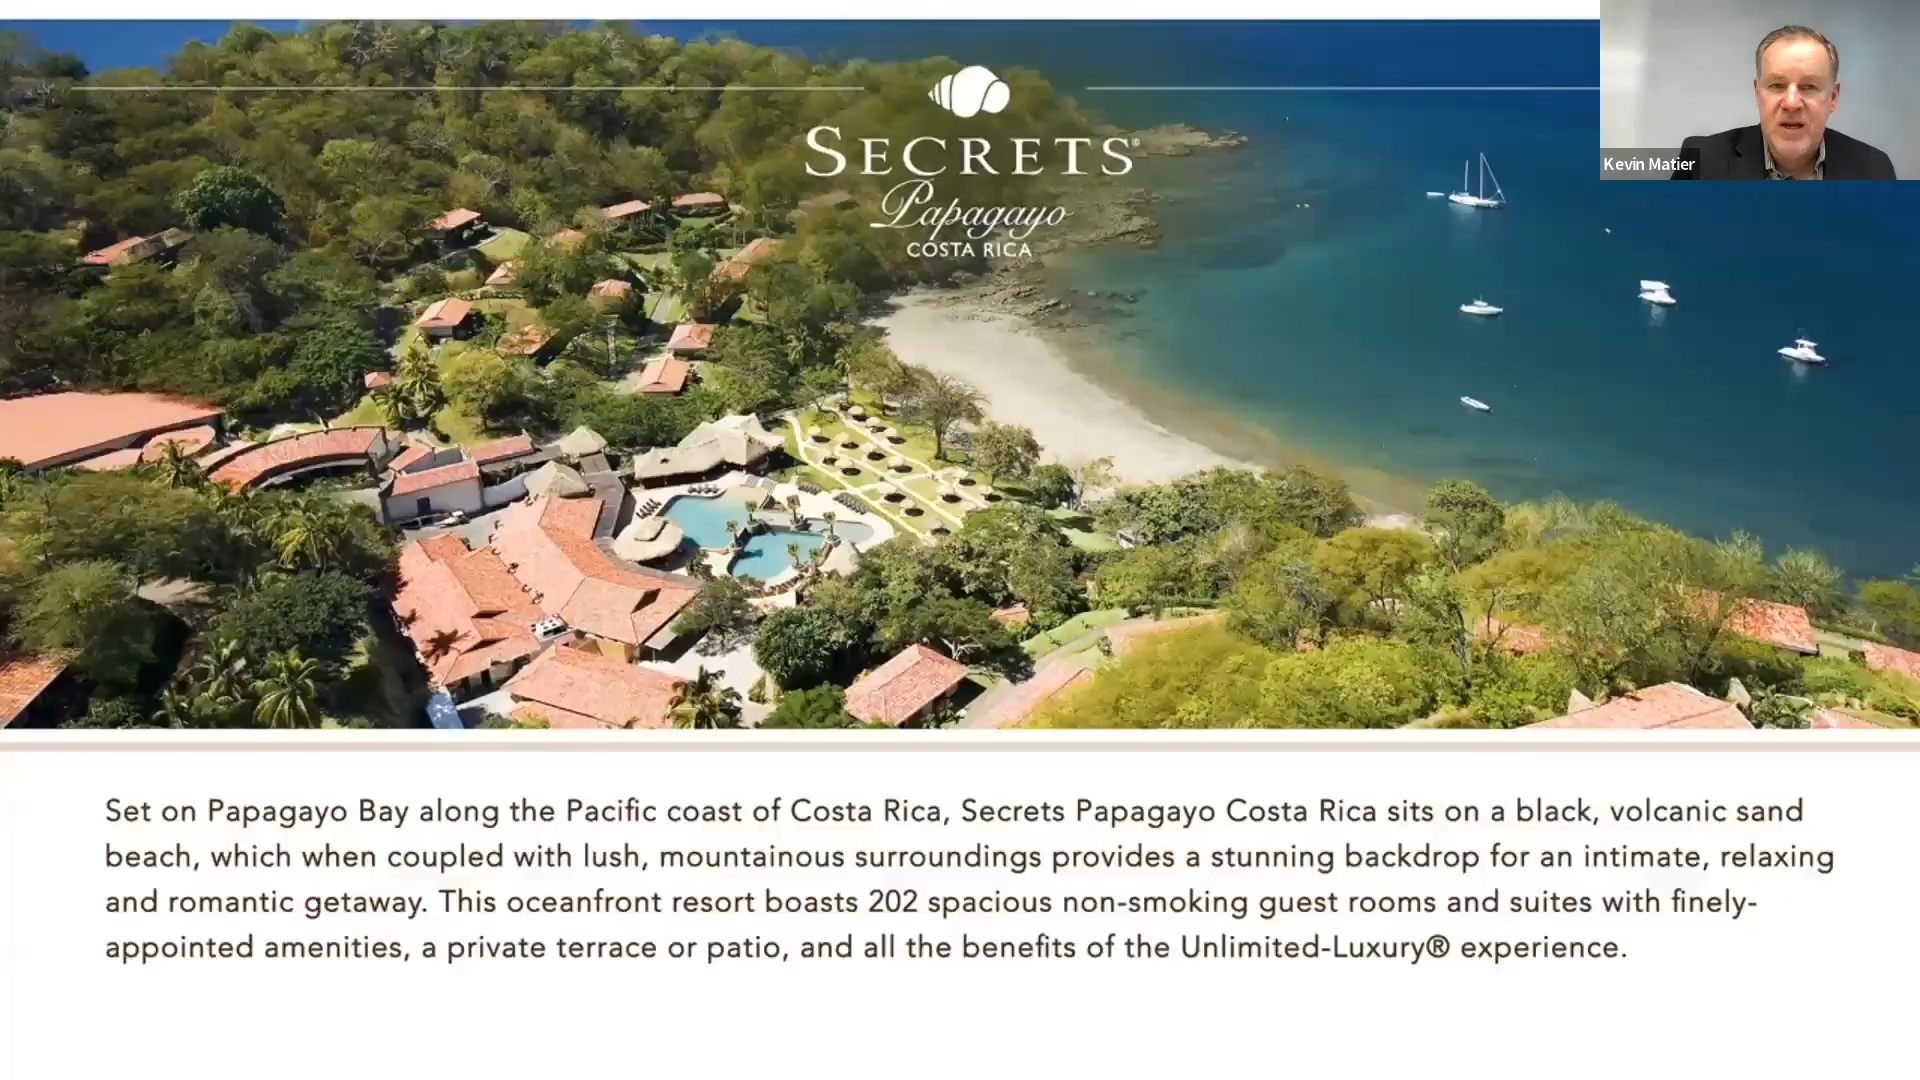 SECRETS®
Papagayo
COSTA RICA
Kevin Matier
Set on Papagayo Bay along the Pacific coast of Costa Rica, Secrets Papagayo Costa Rica sits on a black, volcanic sand
beach, which when coupled with lush, mountainous surroundings provides a stunning backdrop for an intimate, relaxing
and romantic getaway. This oceanfront resort boasts 202 spacious non-smoking guest rooms and suites with finely-
appointed amenities, a private terrace or patio, and all the benefits of the Unlimited-Luxury® experience.